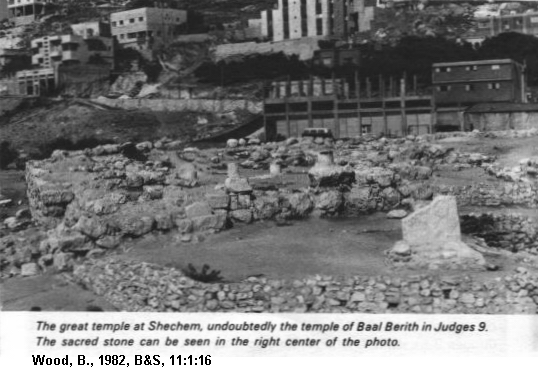 The great temple at Shechem, undoubtedly the temple of Baal Berith in Judges 9.
The sacred stone can be seen in the right center of the photo.
Wood, B., 1982, B&S, 11:1:16